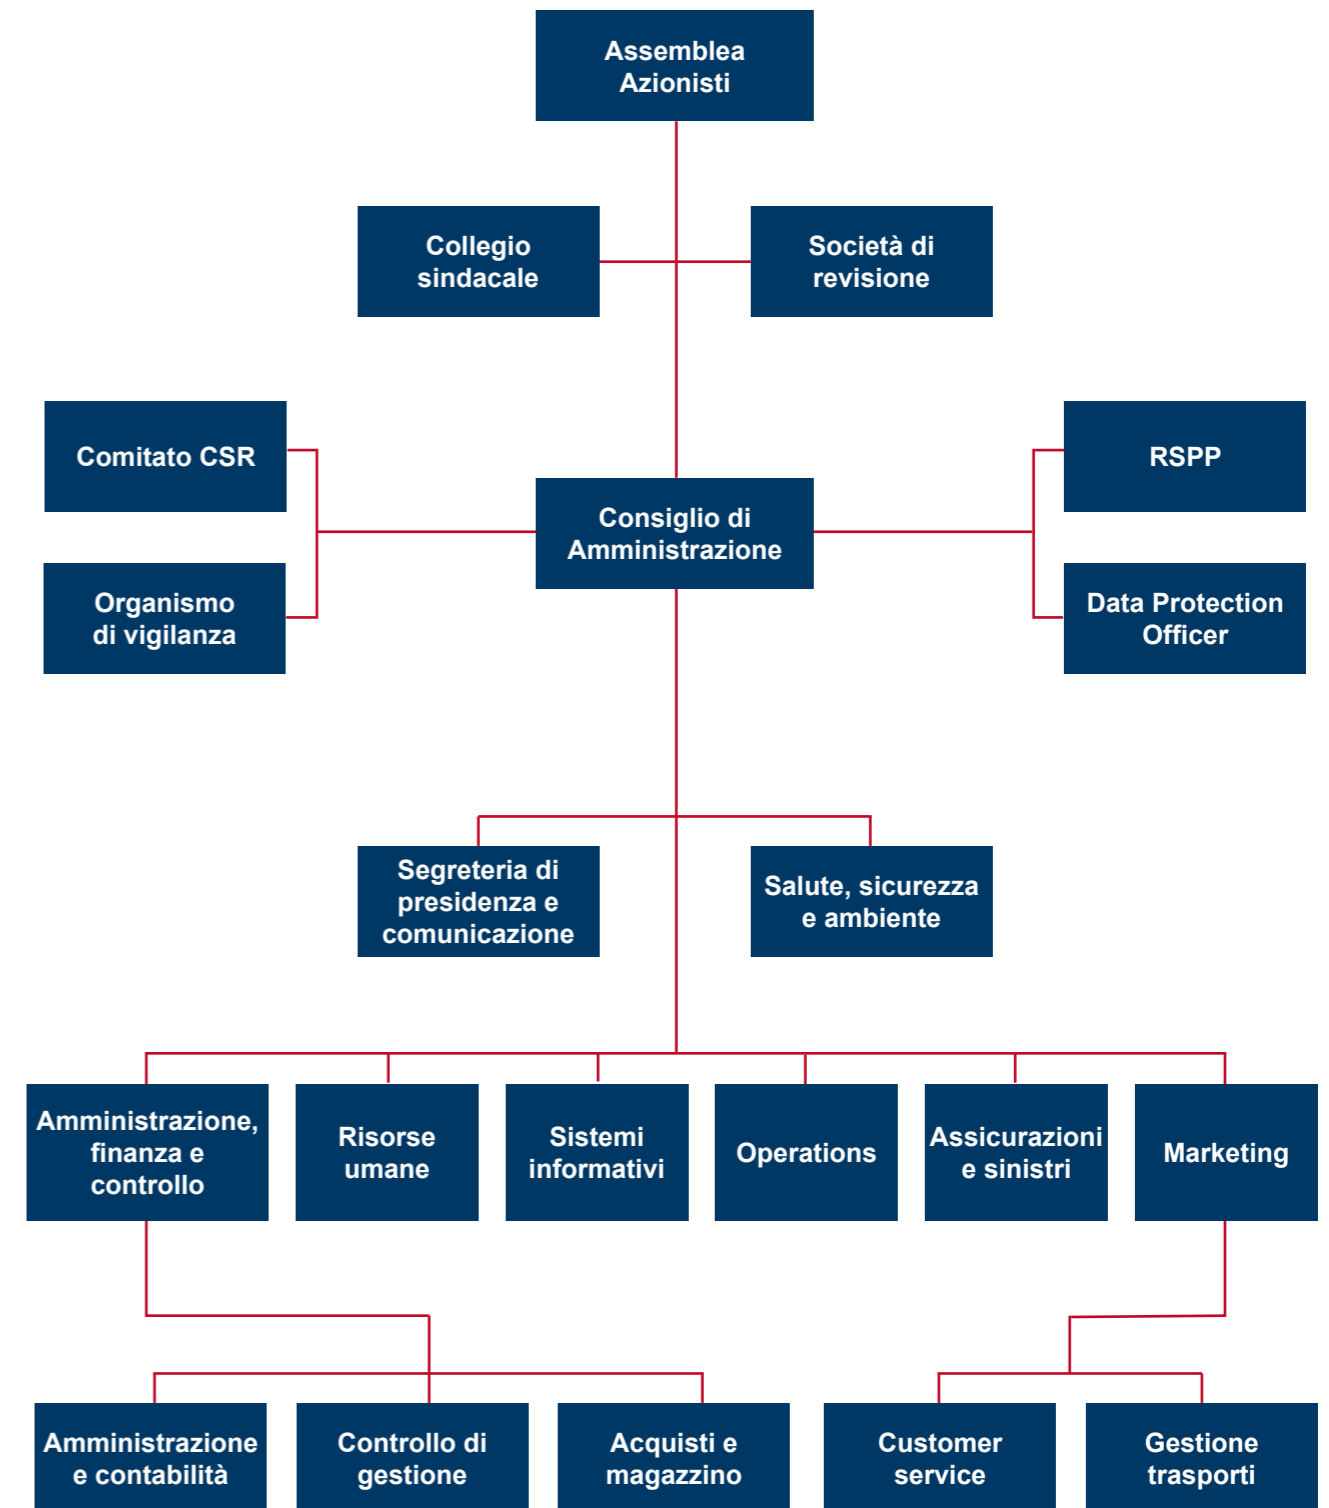 Assemblea
Azionisti
Collegio
sindacale
Società di
revisione
Comitato CSR
RSPP
Consiglio di
Amministrazione
Organismo
di vigilanza
Data Protection
Officer
Segreteria di
presidenza e
comunicazione
Salute, sicurezza
e ambiente
Amministrazione,
finanza e
controllo
Risorse
umane
Sistemi
informativi
Operations
Assicurazioni
e sinistri
Marketing
Amministrazione
e contabilità
Controllo di
gestione
Acquisti e
magazzino
Customer
service
Gestione
trasporti